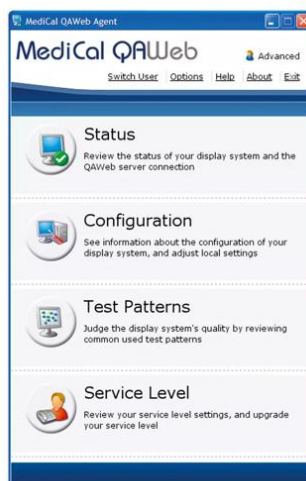 MediCal QAWeb Agent
MediCal QAWeb
Advanced
Switch User Options Help About Exit
Status
Review the status of your display system and the
QAWeb server connection
Configuration
See information about the configuration of your
display system, and adjust local settings
Test Patterns
Judge the display system's quality by reviewing
common used test patterns
Service Level
Review your service level settings, and upgrade
your service level